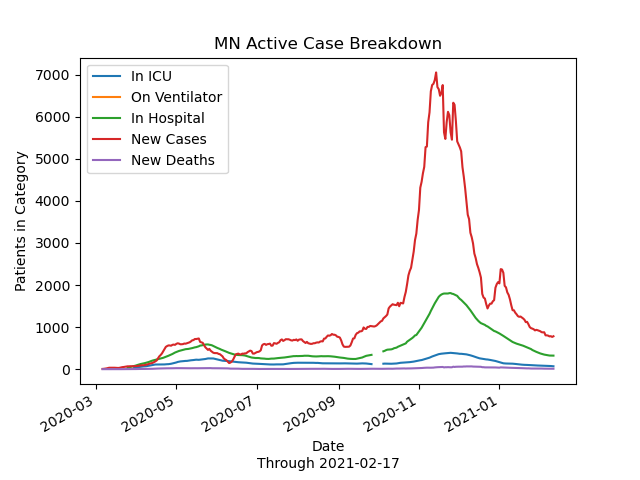 MN Active Case Breakdown
In ICU
On Ventilator
In Hospital
New Cases
New Deaths
Patients in Category
7000
6000
5000
4000
3000
2000
1000
0
2020-03
2020-05
2020-07
2020-09
2020-11
2021-01
Date
Through 2021-02-17